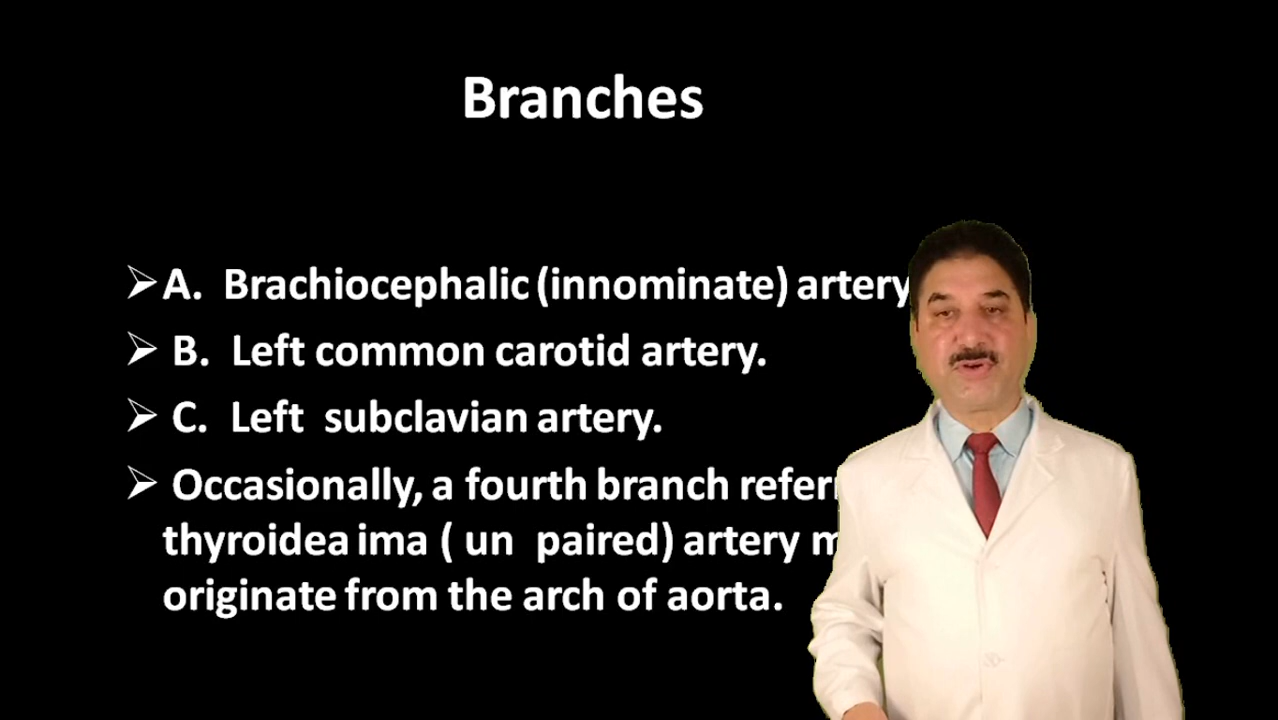 Branches
➢A. Brachiocephalic (innominate) artery
➢ B. Left common carotid artery.
➢ C. Left subclavian artery.
➢ Occasionally, a fourth branch
thyroidea ima ( un paired) artery
originate from the arch of aorta.